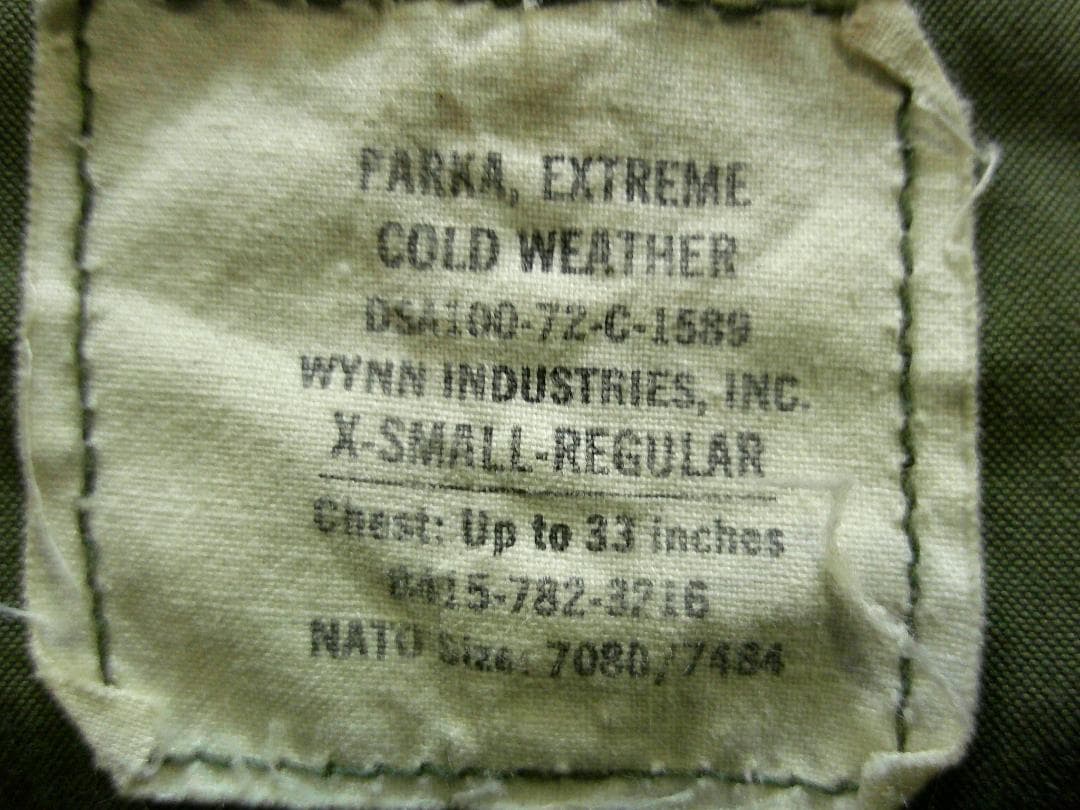 PARKA, EXTREME
COLD WEATHER
DSA100-72-C-1589
WYNN INDUSTRIES, INC.
X-SMALL-REGULAR
Chest: Up to 33 inches
8415-782-3216
NATO Size: 7080/7484